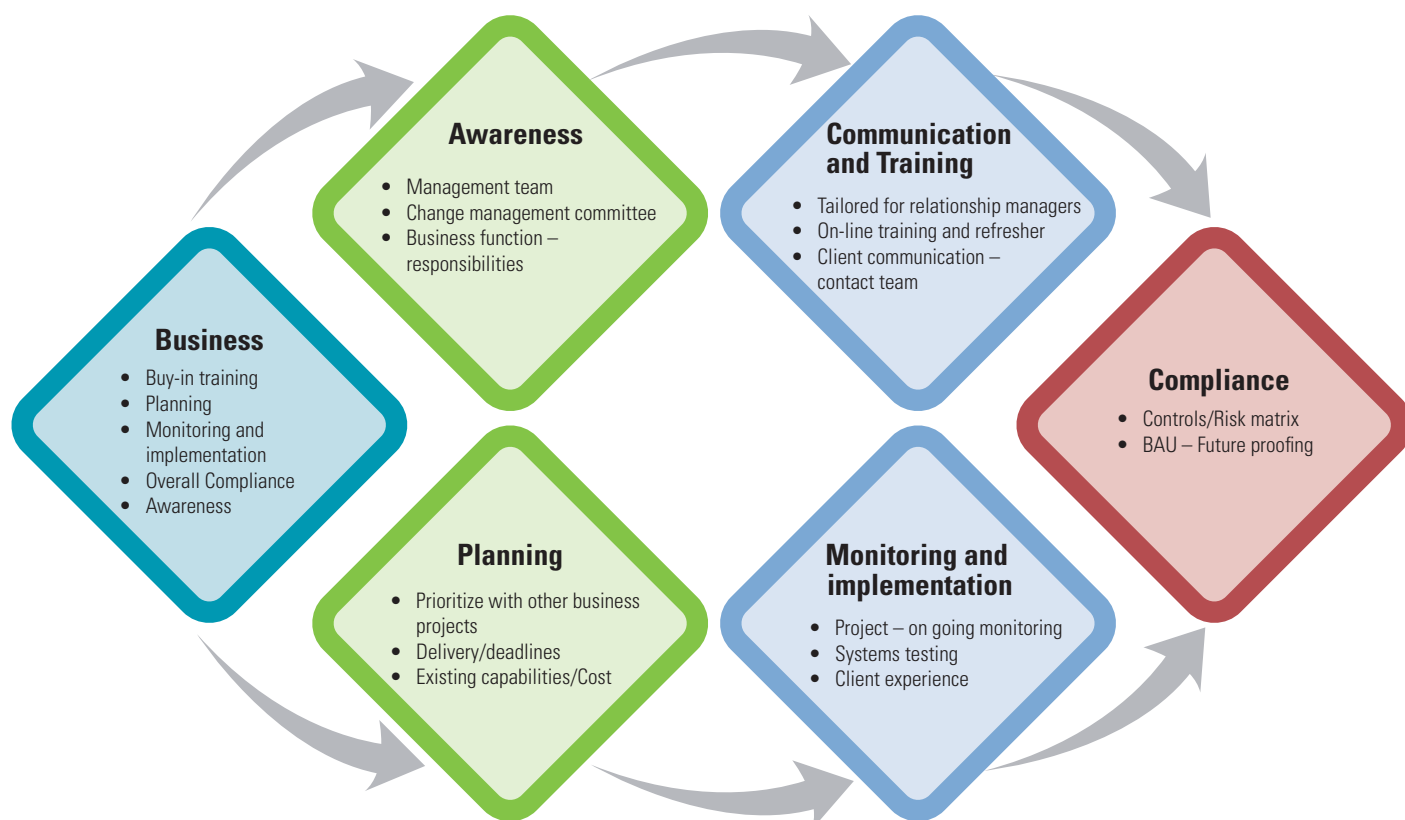 Awareness
• Management team
• Change management committee
• Business function –
responsibilities
Communication
and Training
• Tailored for relationship managers
• On-line training and refresher
• Client communication –
contact team
Business
• Buy-in training
• Planning
• Monitoring and
implementation
• Overall Compliance
• Awareness
Compliance
• Controls/Risk matrix
• BAU – Future proofing
Planning
• Prioritize with other business
projects
• Delivery/deadlines
• Existing capabilities/Cost
Monitoring and
implementation
• Project – on going monitoring
• Systems testing
• Client experience